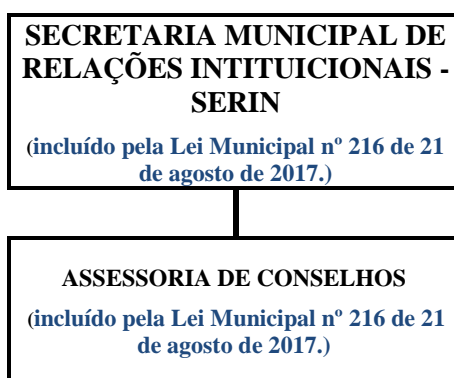 SECRETARIA MUNICIPAL DE
RELAÇÕES INTITUICIONAIS -
SERIN
(incluído pela Lei Municipal nº 216 de 21
de agosto de 2017.)
ASSESSORIA DE CONSELHOS
(incluído pela Lei Municipal nº 216 de 21
de agosto de 2017.)